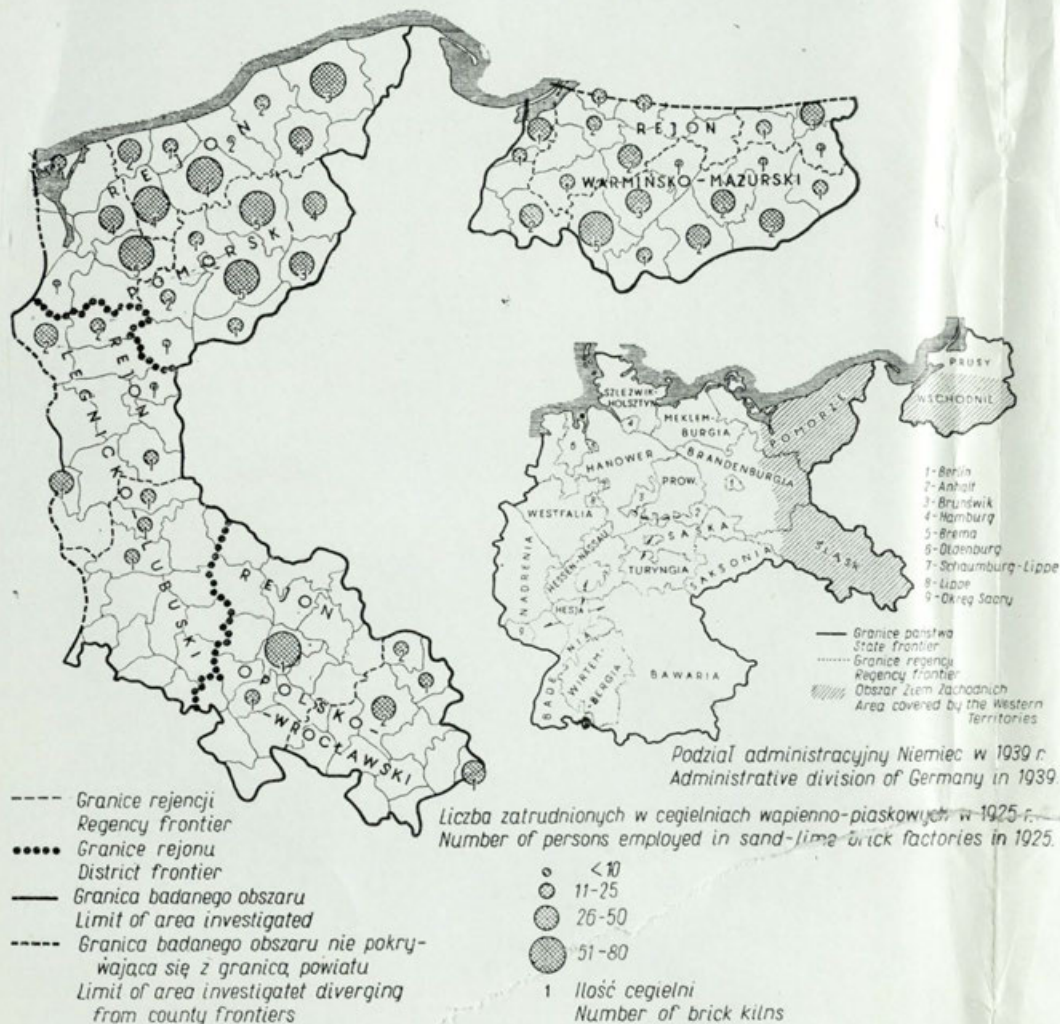 REJON
POMORSKI
REJON
WARMIŃSKO-MAZURSKI
REJON
LEGNICKO
LUBUSKI
REJON
OPOLSKO-
-WROCŁAWSKI
PRUSY
WSCHODNIE
SZLEZWIK-
HOLSZTYN
MEKLEM-
BURGIA
POMORZE
HANOWER
BRANDENBURGIA
PROW.
WESTFALIA
SASKA
ŚLĄSK
NADRENIA
HESSEN-NASSAU
TURYNGIA
SAKSONIA
HESJA
BADENIA
WIREM-
BERGIA
BAWARIA
1-Berlin
2-Anhalt
3-Brunświk
4-Hamburg
5-Brema
6-Oldenburg
7-Schaumburg-Lippe
8-Lippe
9-Okręg Saary
Granice państwa
State frontier
Granice regencji
Regency frontier
Obszar Ziem Zachodnich
Area covered by the Western
Territories
Podział administracyjny Niemiec w 1939 r.
Administrative division of Germany in 1939.
Granice rejencji
Regency frontier
Granice rejonu
District frontier
Granica badanego obszaru
Limit of area investigated
Granica badanego obszaru nie pokry-
wająca się z granicą powiatu
Limit of area investigatet diverging
from county frontiers
Liczba zatrudnionych w cegielniach wapienno-piaskowych w 1925 r.
Number of persons employed in sand-lime brick factories in 1925.
<10
11-25
26-50
51-80
1 Ilość cegielni
Number of brick kilns